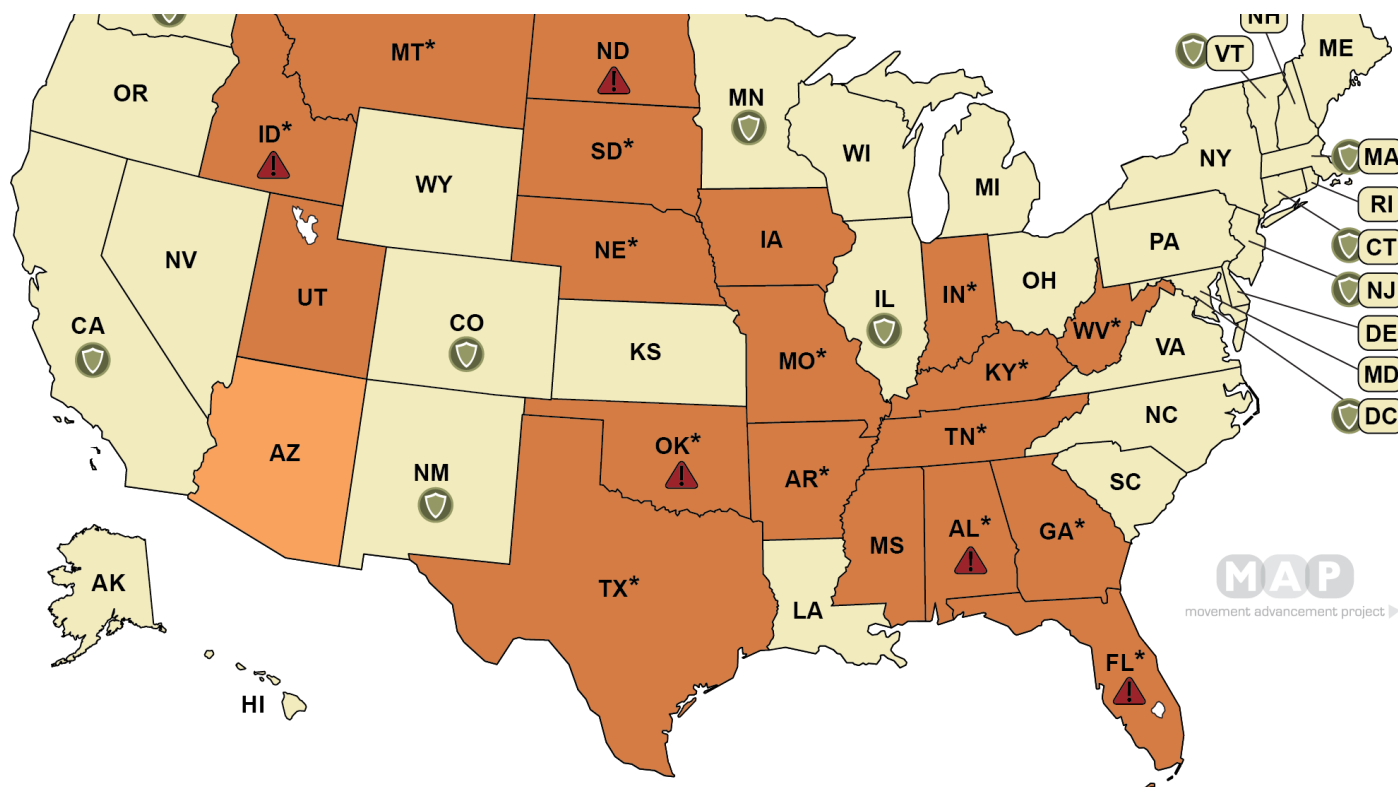 NH
ME
VT
MT*
ND
OR
MN
ID*
SD*
WI
NY
MA
WY
MI
RI
NE*
IA
PA
CT
NV
UT
OH
IN*
NJ
IL
CA
CO
WV*
DE
KS
VA
MO*
KY*
MD
NC
DC
TN*
OK*
AZ
NM
AR*
SC
AL*
GA*
MS
AK
TX*
LA
MAP
movement advancement project
FL*
HI